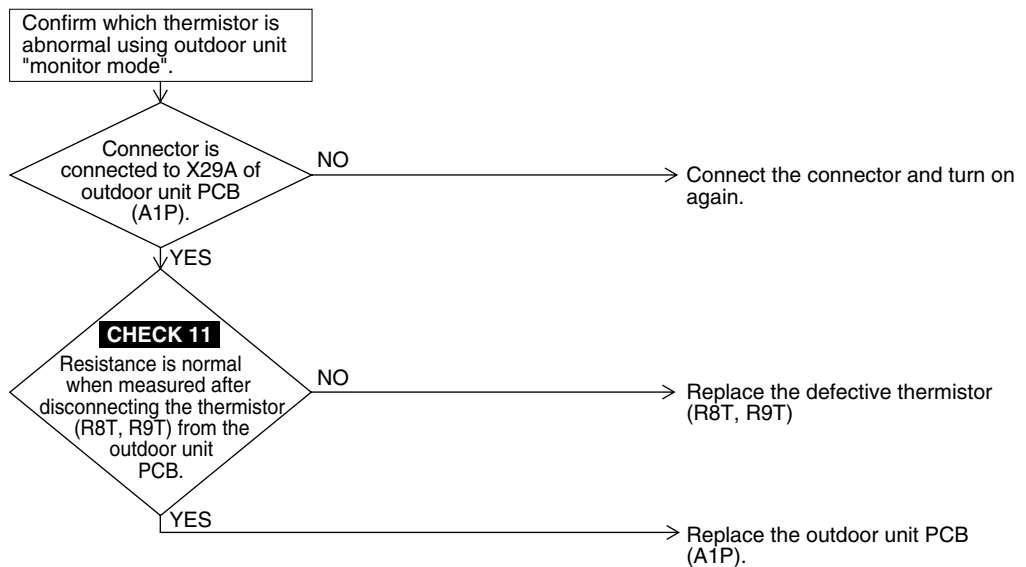 Confirm which thermistor is
abnormal using outdoor unit
"monitor mode".
Connector is
connected to X29A of
outdoor unit PCB
(A1P).
NO
Connect the connector and turn on
again.
YES
CHECK 11
Resistance is normal
when measured after
disconnecting the thermistor
(R8T, R9T) from the
outdoor unit
PCB.
NO
Replace the defective thermistor
(R8T, R9T)
YES
Replace the outdoor unit PCB
(A1P).